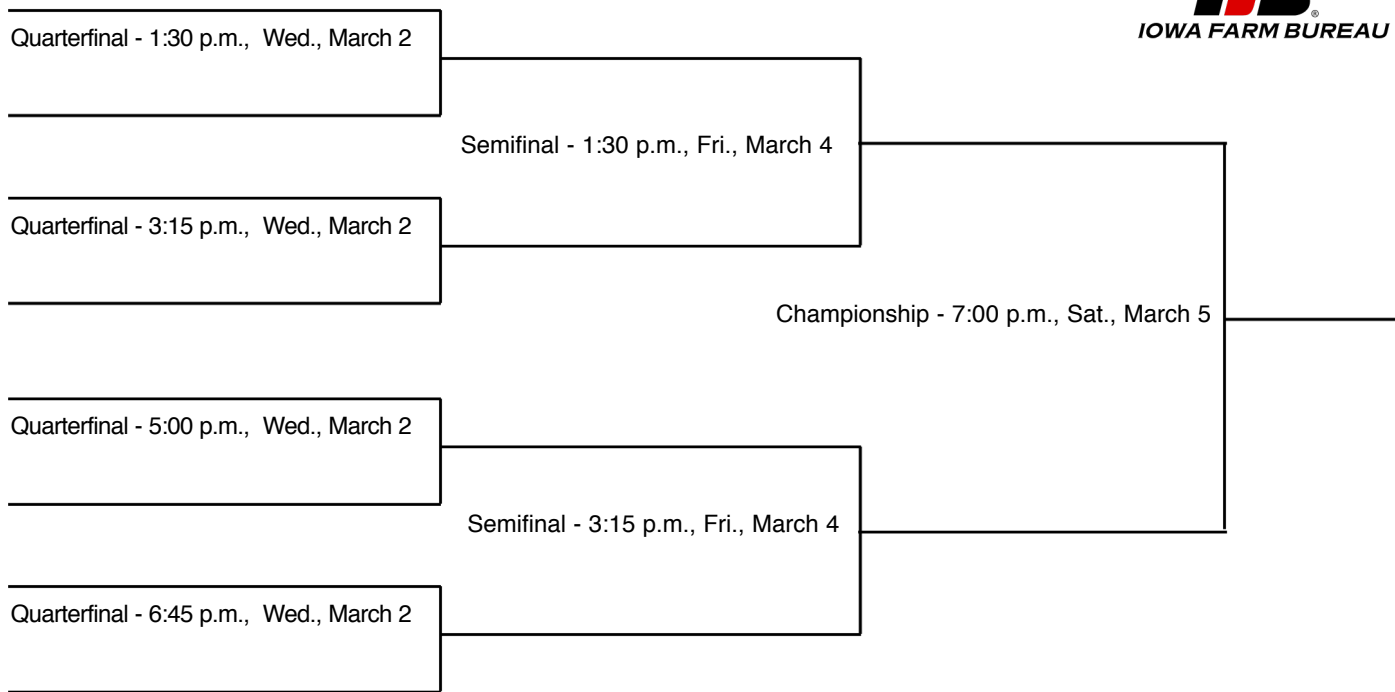 IOWA FARM BUREAU
®
Quarterfinal - 1:30 p.m., Wed., March 2
Semifinal - 1:30 p.m., Fri., March 4
Quarterfinal - 3:15 p.m., Wed., March 2
Championship - 7:00 p.m., Sat., March 5
Quarterfinal - 5:00 p.m., Wed., March 2
Semifinal - 3:15 p.m., Fri., March 4
Quarterfinal - 6:45 p.m., Wed., March 2